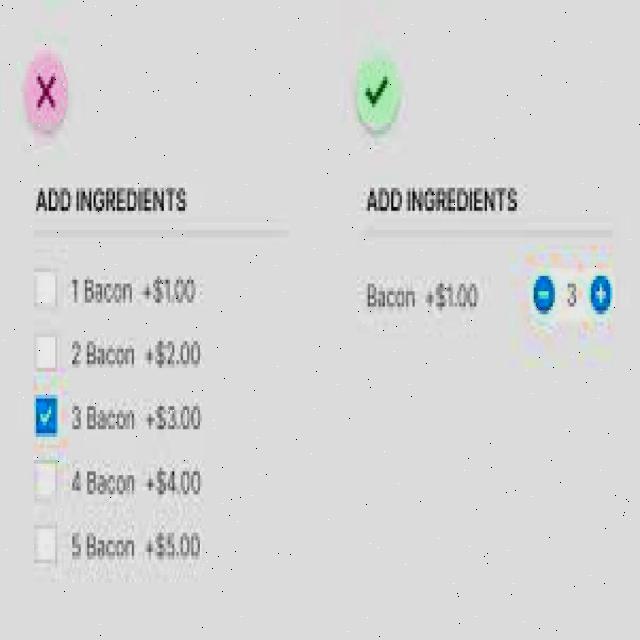 ADD INGREDIENTS
1 Bacon +$1.00
2 Bacon +$2.00
3 Bacon +$3.00
4 Bacon +$4.00
5 Bacon +$5.00
ADD INGREDIENTS
Bacon +$1.00
3